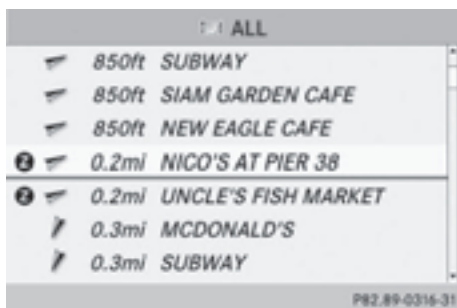 ALL
850ft SUBWAY
850ft SIAM GARDEN CAFE
850ft NEW EAGLE CAFE
Z 0.2mi NICO'S AT PIER 38
Z 0.2mi UNCLE'S FISH MARKET
0.3mi MCDONALD'S
0.3mi SUBWAY
P82.89-0316-31